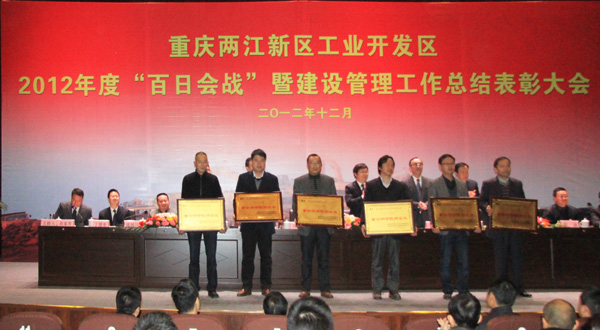 重庆两江新区工业开发区
2012年度“百日会战”暨建设管理工作总结表彰大会
二〇一二年十二月